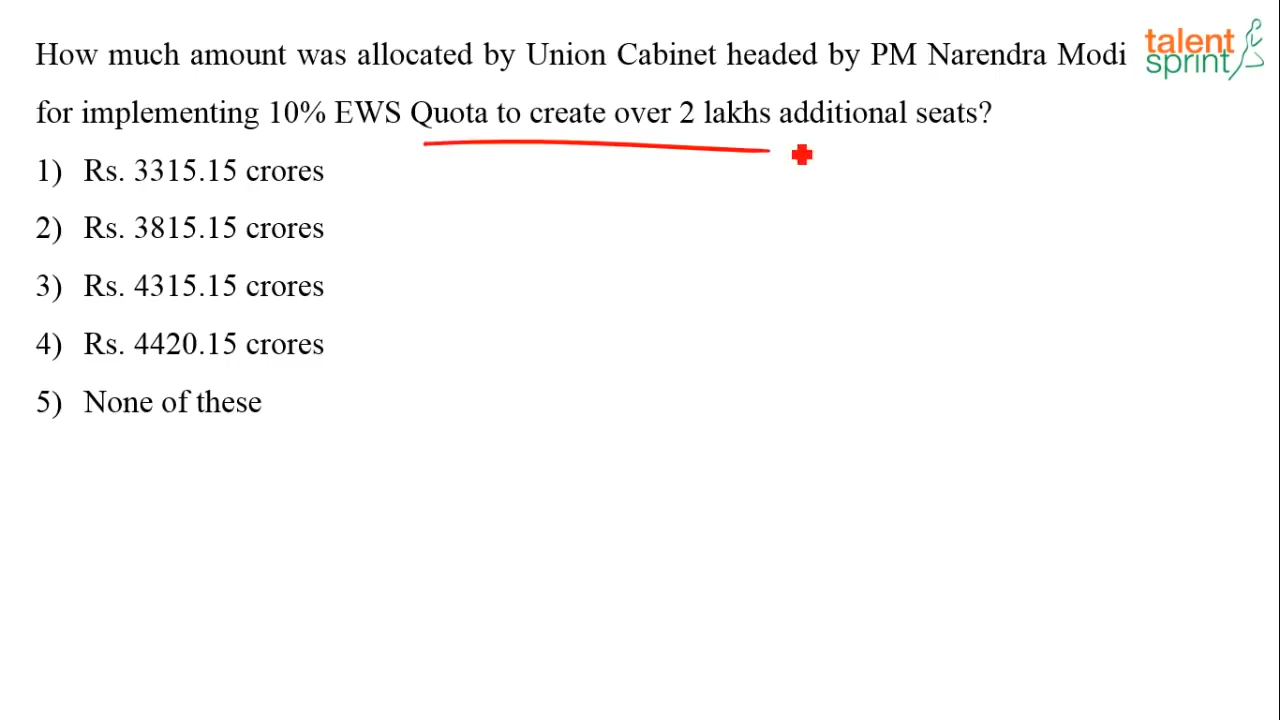 How much amount was allocated by Union Cabinet headed by PM Narendra Modi
for implementing 10% EWS Quota to create over 2 lakhs additional seats?
1) Rs. 3315.15 crores
2) Rs. 3815.15 crores
3) Rs. 4315.15 crores
4) Rs. 4420.15 crores
5) None of these
talent
sprint